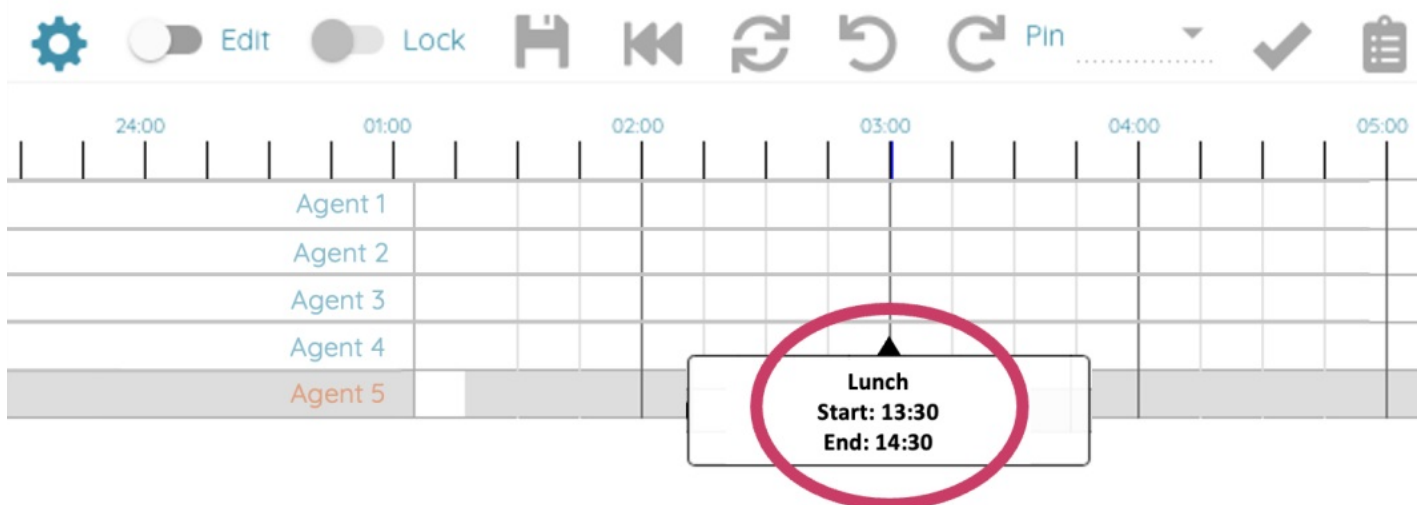 Edit Lock Pin
24:00 01:00 02:00 03:00 04:00 05:00
Agent 1
Agent 2
Agent 3
Agent 4
Agent 5
Lunch
Start: 13:30
End: 14:30